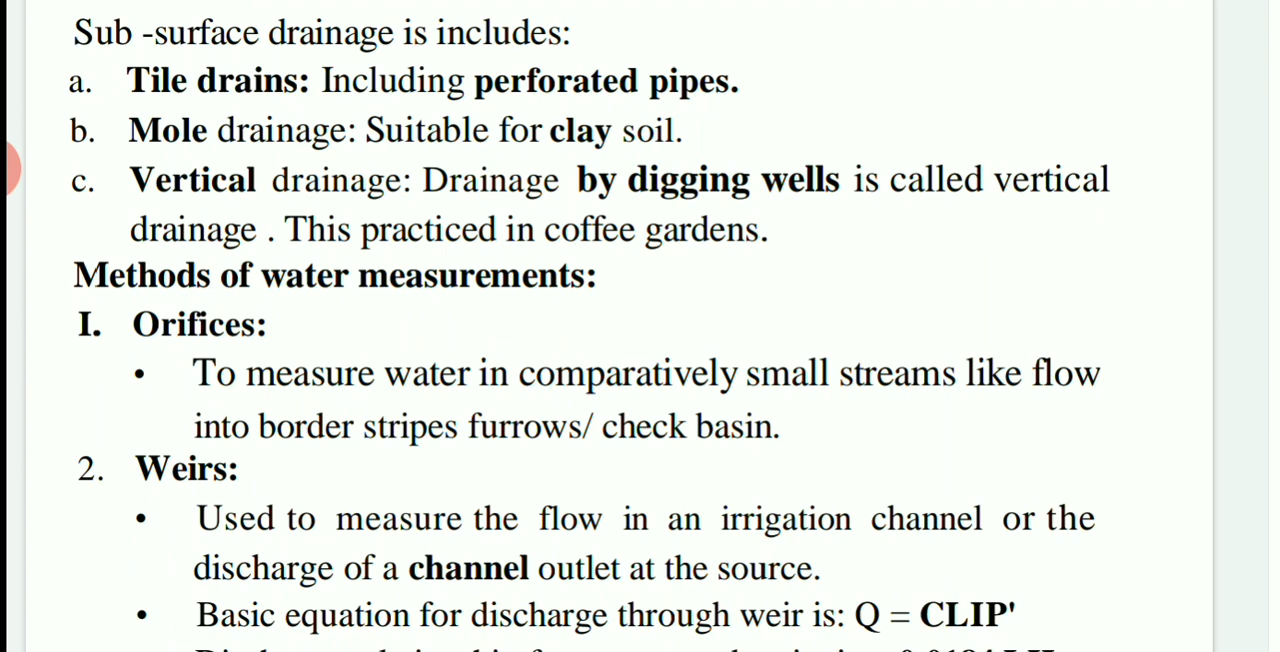 Sub -surface drainage is includes:
a. Tile drains: Including perforated pipes.
b. Mole drainage: Suitable for clay soil.
c. Vertical drainage: Drainage by digging wells is called vertical
drainage . This practiced in coffee gardens.
Methods of water measurements:
I. Orifices:
• To measure water in comparatively small streams like flow
into border stripes furrows/ check basin.
2. Weirs:
• Used to measure the flow in an irrigation channel or the
discharge of a channel outlet at the source.
• Basic equation for discharge through weir is: Q = CLIP'